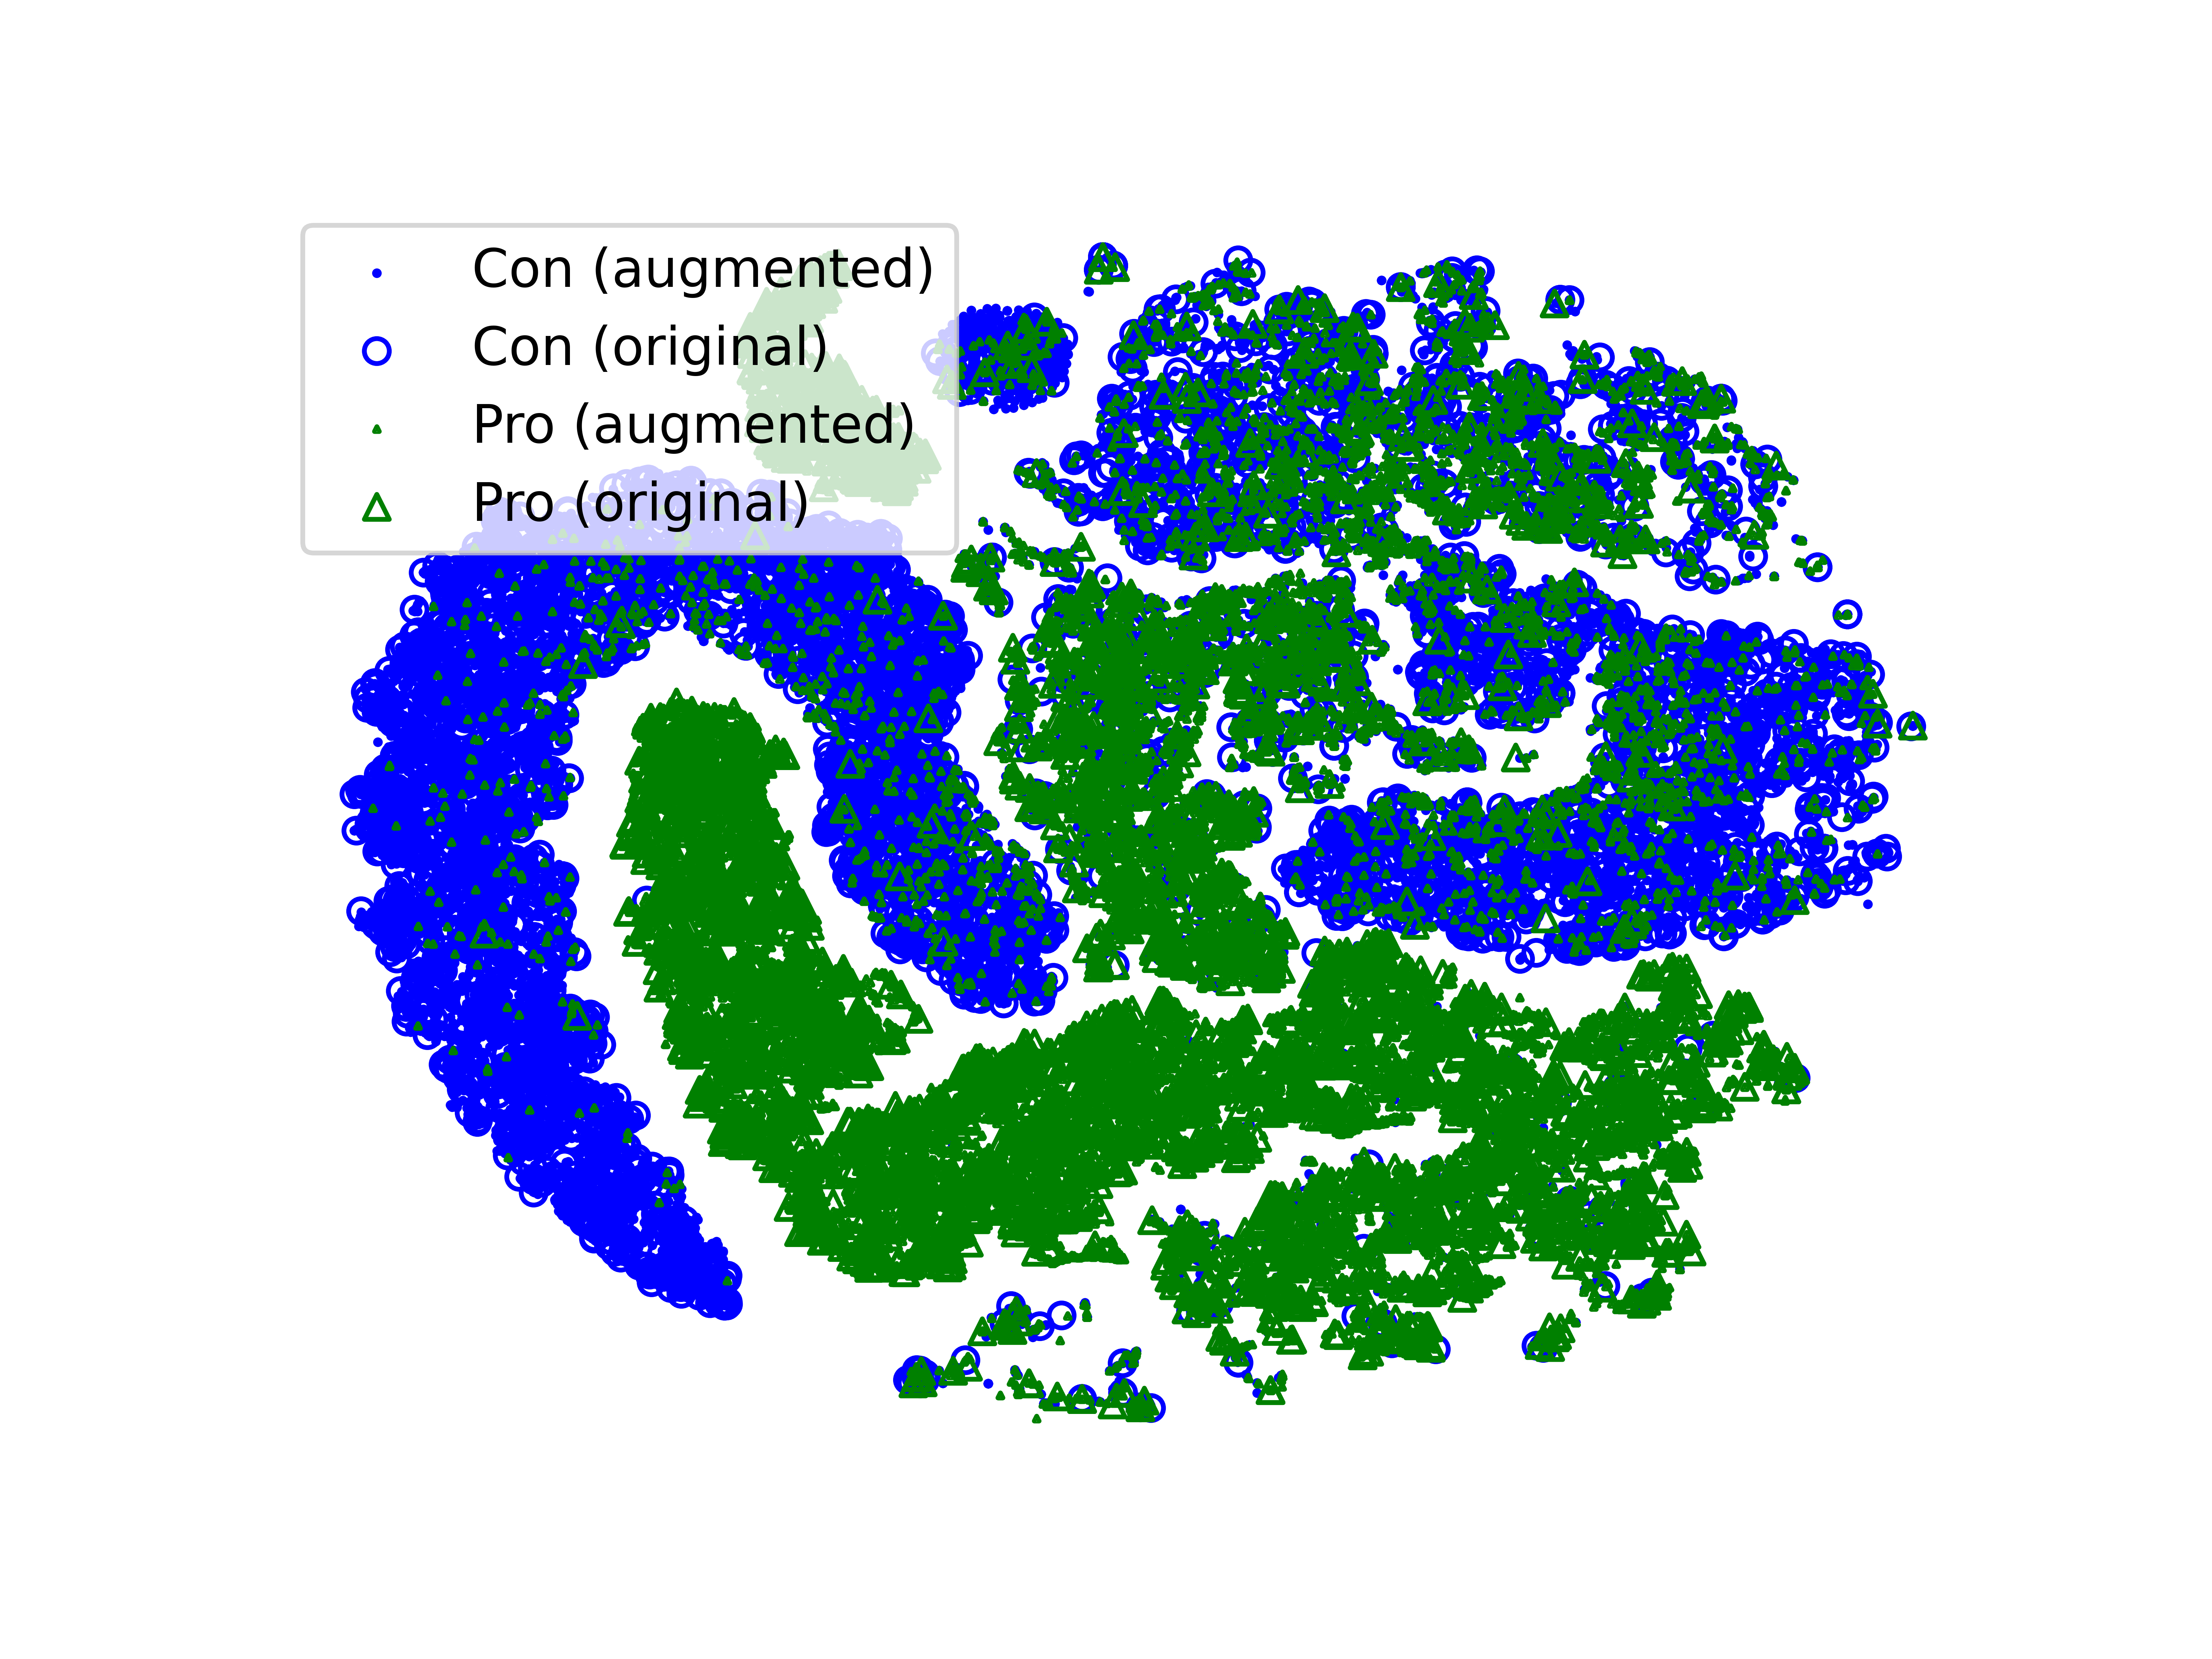 Con (augmented)
Con (original)
Pro (augmented)
Pro (original)